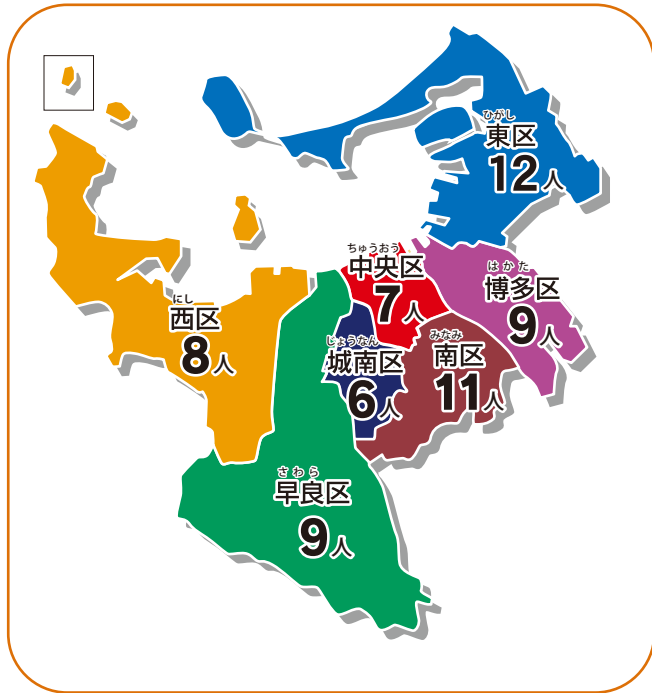 ひがし
東区
12人
ちゅうおう
中央区
7人
はかた
博多区
9人
にし
西区
8人
じょうなん
城南区
6人
みなみ
南区
11人
さわら
早良区
9人